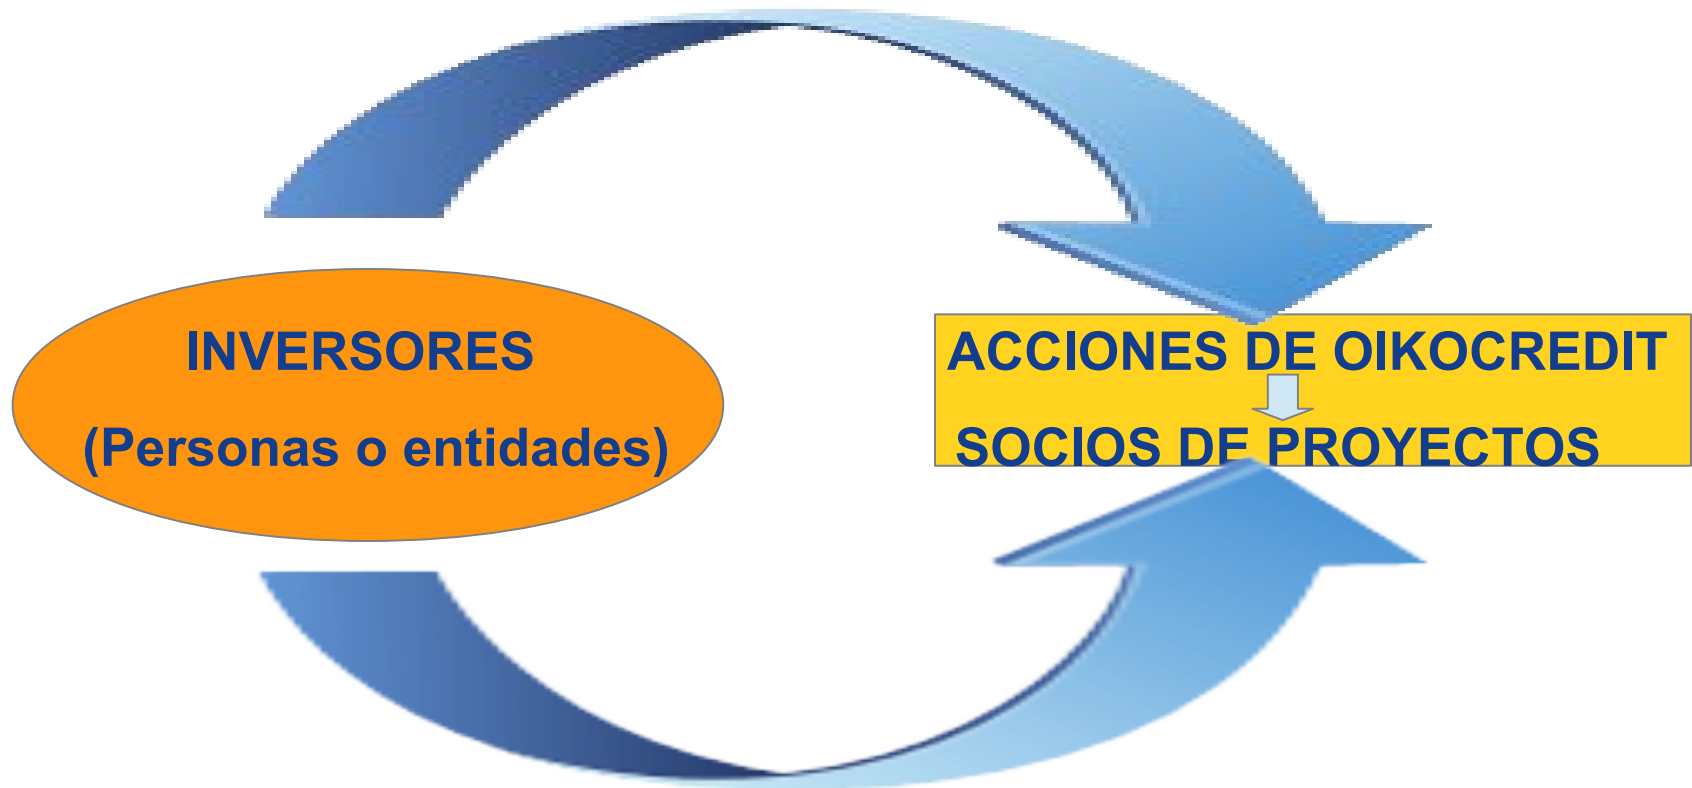 INVERSORES
(Personas o entidades)
ACCIONES DE OIKOCREDIT
SOCIOS DE PROYECTOS